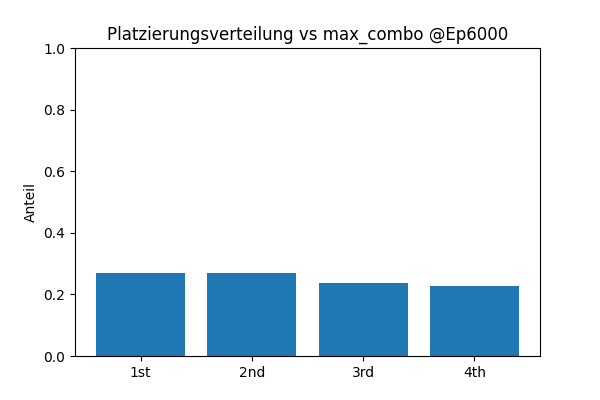 Platzierungsverteilung vs max_combo @Ep6000
1.0
0.8
0.6
0.4
0.2
0.0
Anteil
1st
2nd
3rd
4th